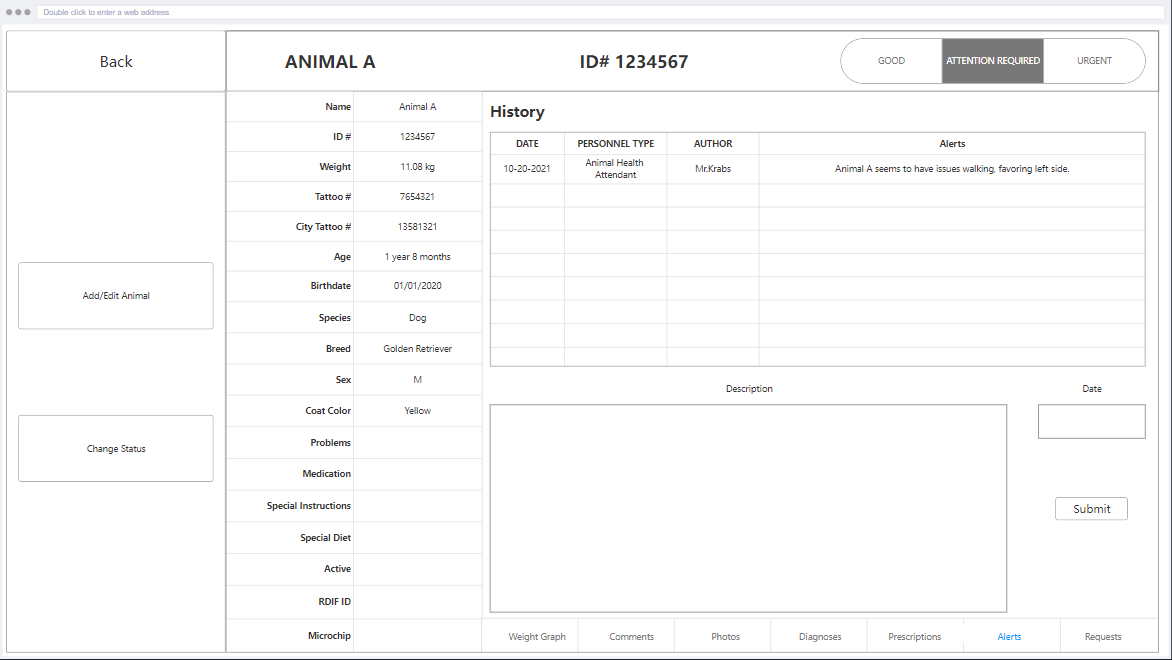 Double click to enter a web address
Back
ANIMAL A
ID# 1234567
GOOD
ATTENTION REQUIRED
URGENT
Add/Edit Animal
Change Status
Name Animal A
ID # 1234567
Weight 11.08 kg
Tattoo # 7654321
City Tattoo # 13581321
Age 1 year 8 months
Birthdate 01/01/2020
Species Dog
Breed Golden Retriever
Sex M
Coat Color Yellow
Problems
Medication
Special Instructions
Special Diet
Active
RDIF ID
Microchip
History
DATE PERSONNEL TYPE AUTHOR Alerts
10-20-2021 Animal Health Attendant Mr.Krabs Animal A seems to have issues walking, favoring left side.
Description
Date
Submit
Weight Graph Comments Photos Diagnoses Prescriptions Alerts Requests